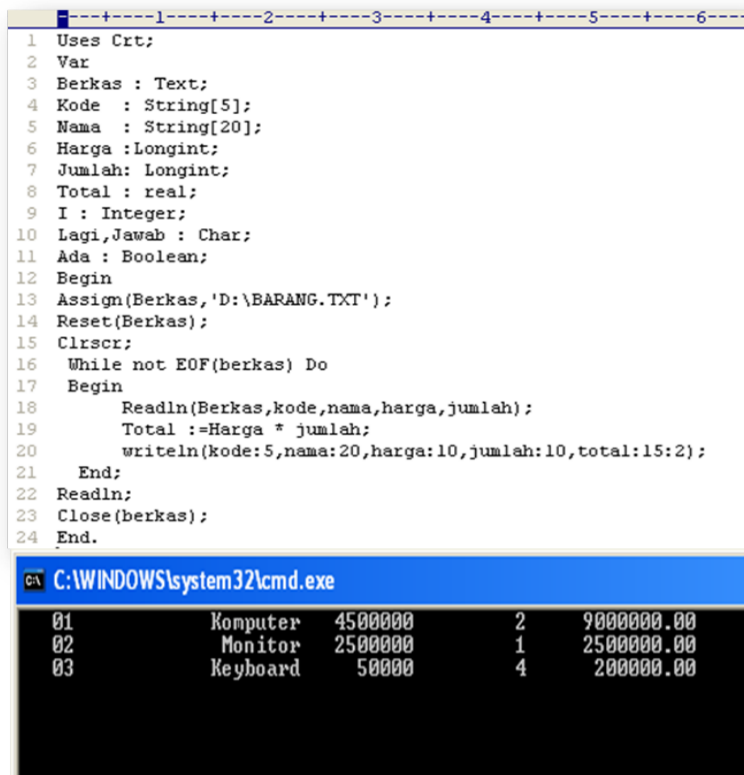 -----+----1----+----2----+----3----+----4----+----5----+----6----
1 Uses Crt;
2 Var
3 Berkas : Text;
4 Kode  : String[5];
5 Nama  : String[20];
6 Harga :Longint;
7 Jumlah: Longint;
8 Total : real;
9 I : Integer;
10 Lagi,Jawab : Char;
11 Ada : Boolean;
12 Begin
13 Assign(Berkas,'D:\BARANG.TXT');
14 Reset(Berkas);
15 Clrscr;
16  While not EOF(berkas) Do
17  Begin
18       Readln(Berkas,kode,nama,harga,jumlah);
19       Total :=Harga * jumlah;
20       writeln(kode:5,nama:20,harga:10,jumlah:10,total:15:2);
21   End;
22 Readln;
23 Close(berkas);
24 End.
C:\WINDOWS\system32\cmd.exe
01 Komputer 4500000 2 9000000.00
02 Monitor 2500000 1 2500000.00
03 Keyboard 50000 4 200000.00